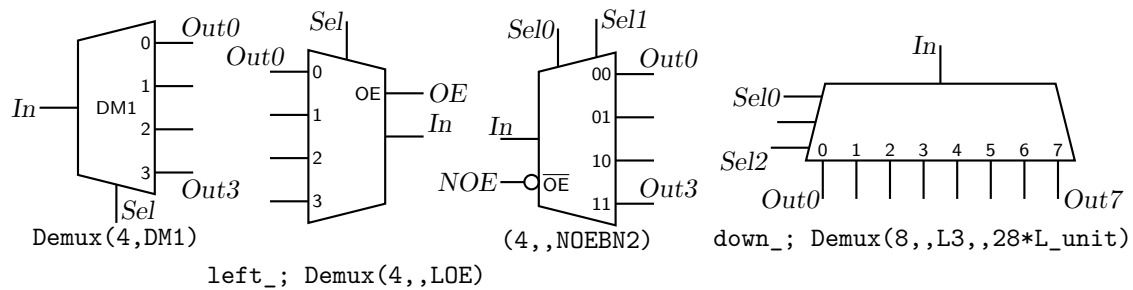 In
DM1
0
1
2
3
Out0
Out3
Sel
Demux(4,DM1)
Sel
Out0
0
1
2
3
OE
OE
In
left_; Demux(4,,LOE)
Sel0
Sel1
In
NOE
OE
00
01
10
11
Out0
Out3
(4,,NOEBN2)
In
Sel0
Sel2
0 1 2 3 4 5 6 7
Out0
Out7
down_; Demux(8,,L3,,28*L_unit)